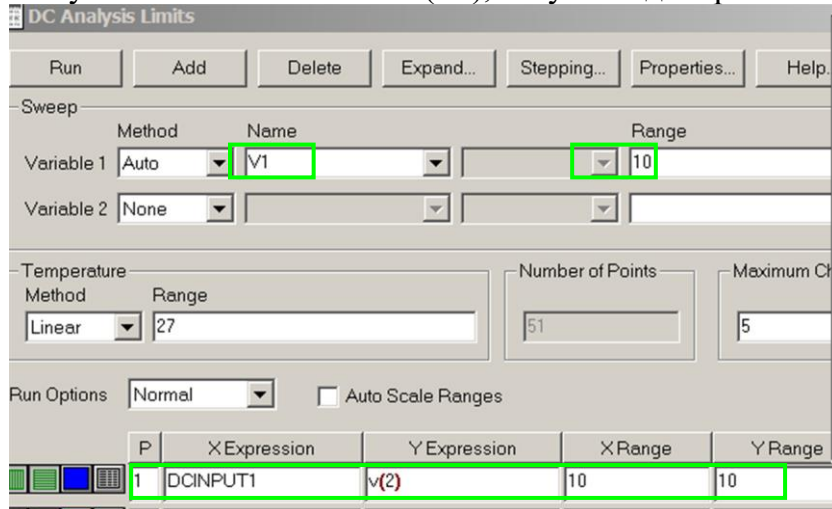 DC Analysis Limits
Run Add Delete Expand... Stepping... Properties... Help.
Sweep
Method Name Range
Variable 1 Auto V1 10
Variable 2 None
Temperature Number of Points Maximum Ch
Method Range
Linear 27 51 5
Run Options Normal Auto Scale Ranges
P X Expression Y Expression X Range Y Range
1 DCINPUT1 v(2) 10 10